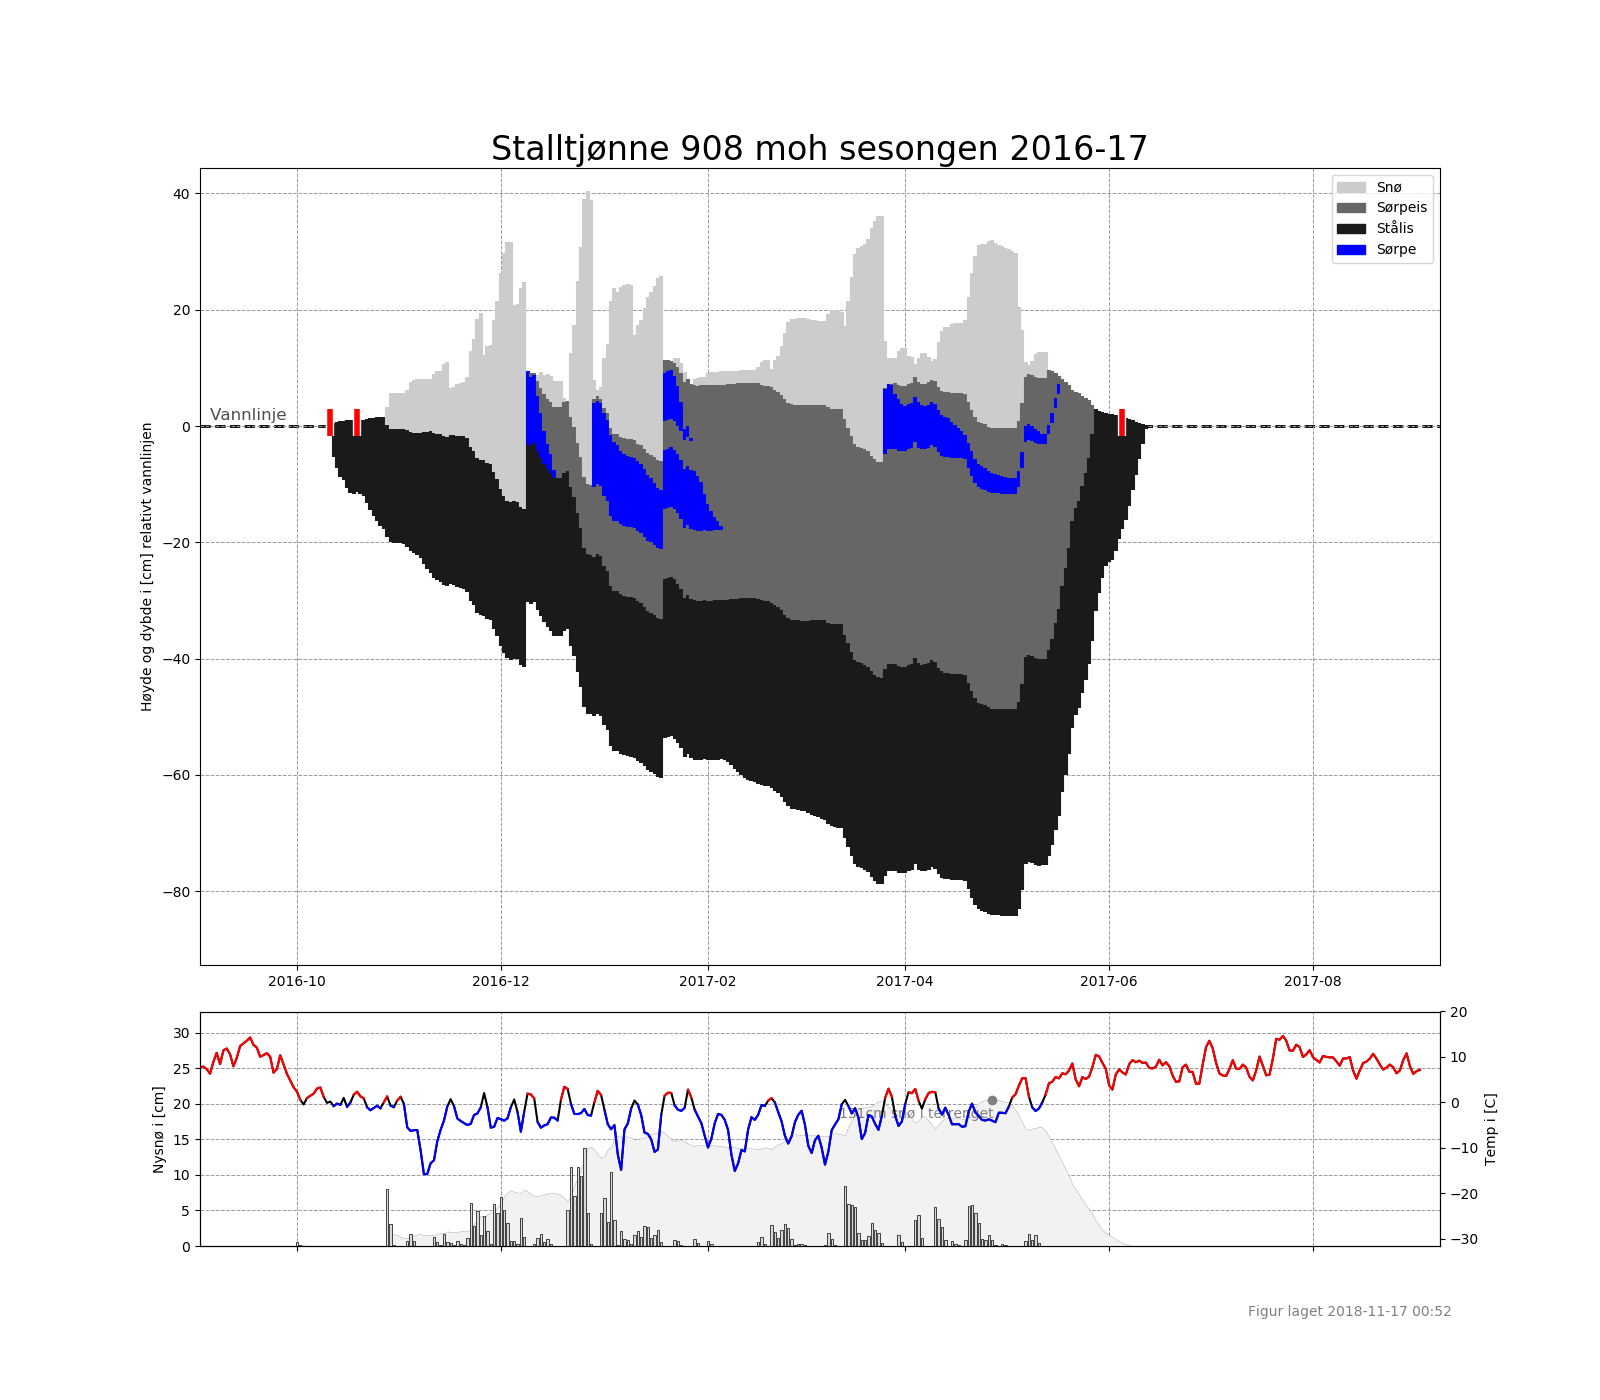 Stalltjønne 908 moh sesongen 2016-17
Høyde og dybde i [cm] relativt vannlinjen
40
20
0
−20
−40
−60
−80
Vannlinje
Snø
Sørpeis
Stålis
Sørpe
2016-10
2016-12
2017-02
2017-04
2017-06
2017-08
Nysnø i [cm]
30
25
20
15
10
5
0
151cm snø i terrenget
20
10
0
−10
−20
−30
Temp i [C]
Figur laget 2018-11-17 00:52